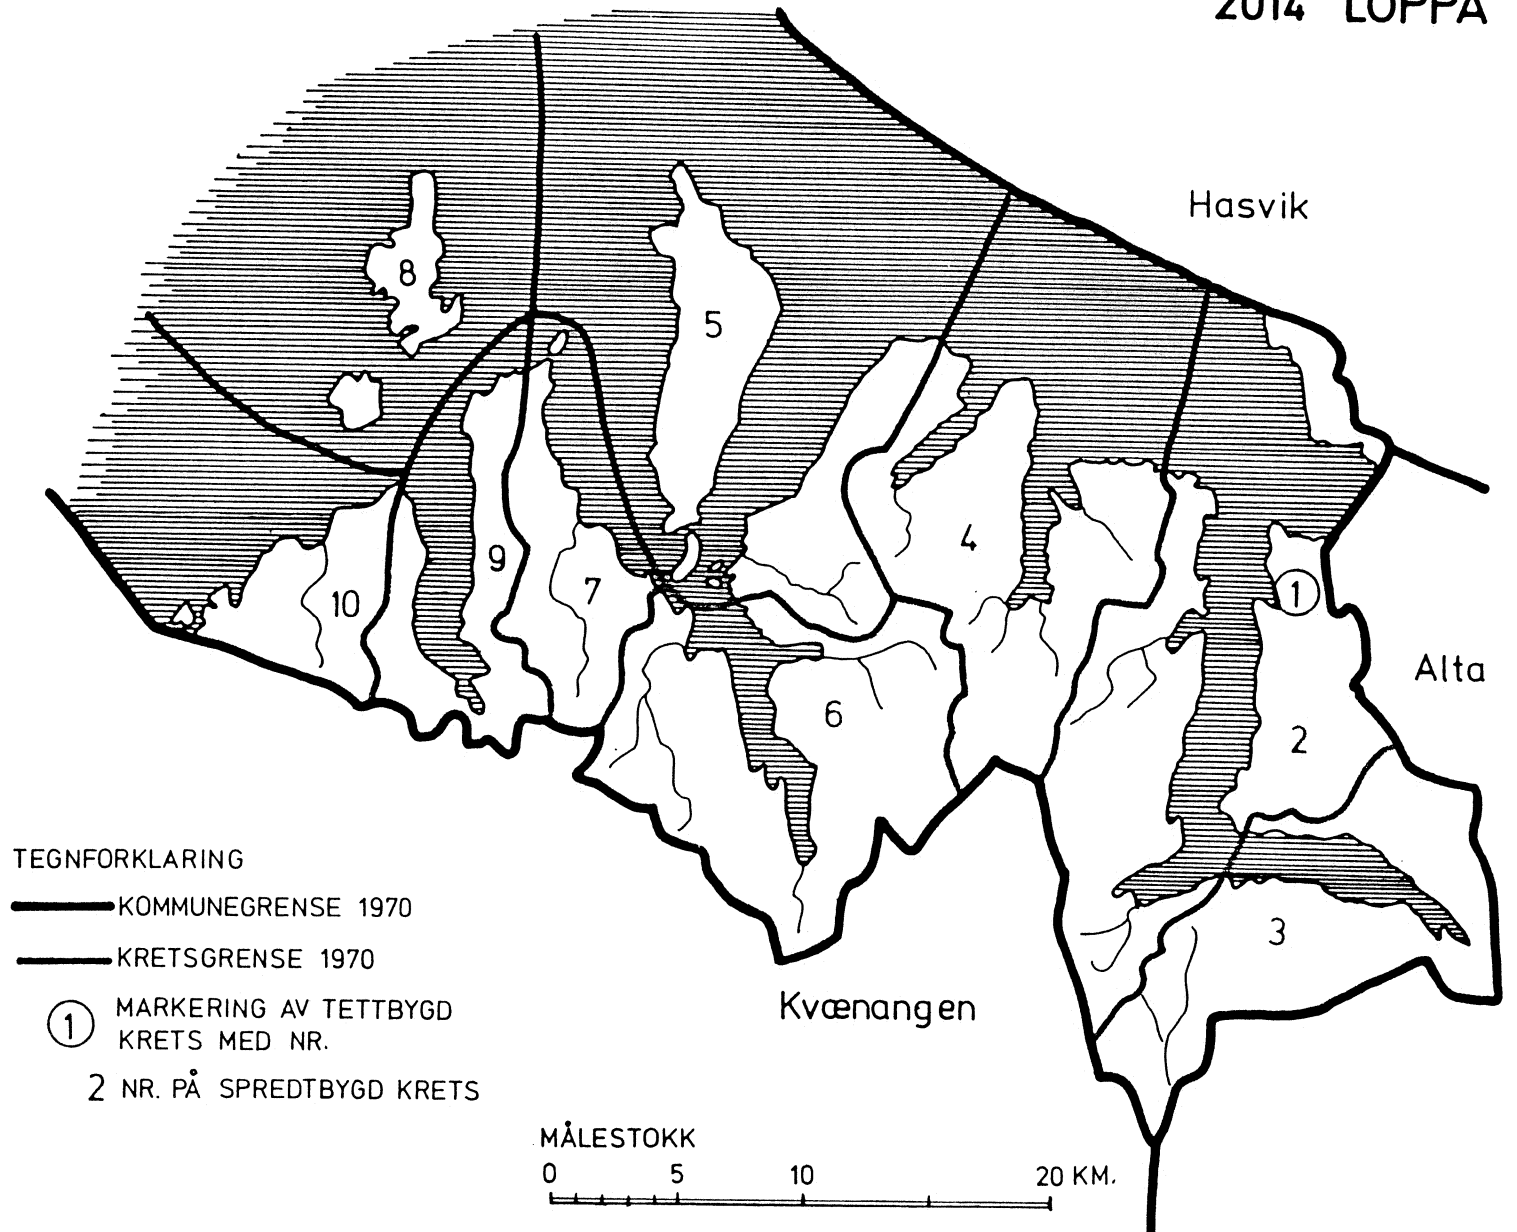 2014 LOPPA
Hasvik
8
5
4
9
7
10
1
Alta
6
2
3
TEGNFORKLARING
KOMMUNEGRENSE 1970
KRETSGRENSE 1970
1 MARKERING AV TETTBYGD
KRETS MED NR.
2 NR. PÅ SPREDTBYGD KRETS
Kvænangen
MÅLESTOKK
0 5 10 20 KM.